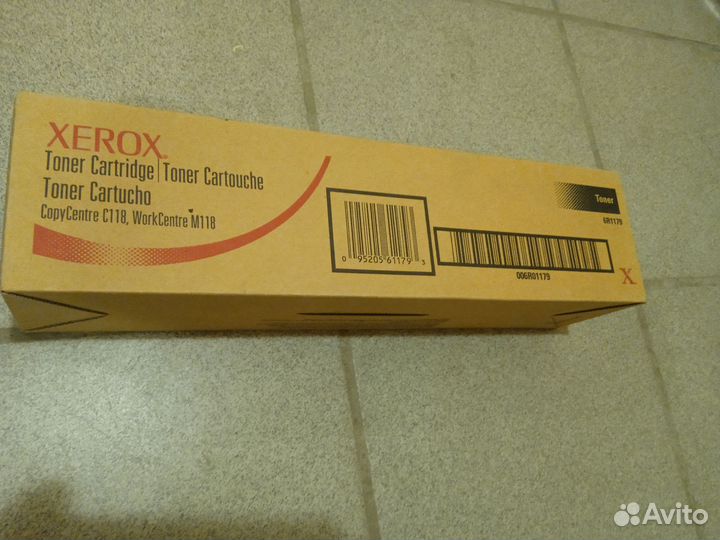 XEROX
Toner Cartridge | Toner Cartouche
Toner Cartucho
CopyCentre C118, WorkCentre M118
Toner
6R1179
0 95205 61179 3
006R01179
X
Avito